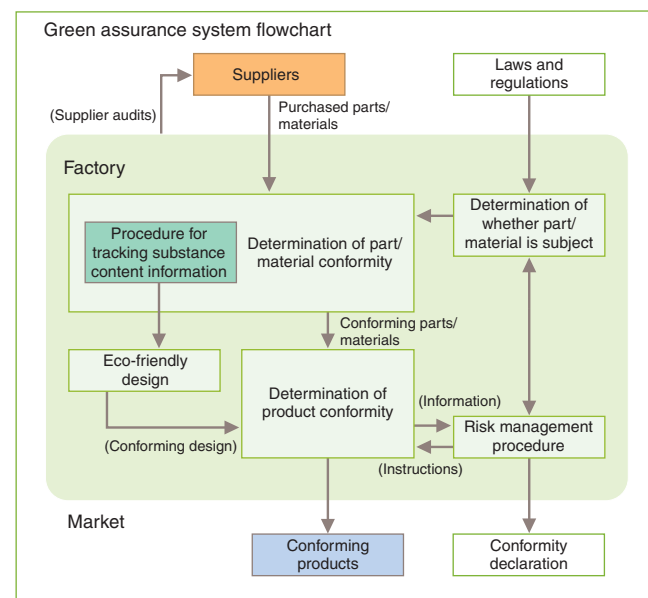 Green assurance system flowchart
Suppliers
Laws and
regulations
(Supplier audits)
Purchased parts/
materials
Factory
Procedure for
tracking substance
content information
Determination of part/
material conformity
Determination of
whether part/
material is subject
Conforming parts/
materials
Eco-friendly
design
Determination of
product conformity
(Information)
Risk management
procedure
(Conforming design)
(Instructions)
Market
Conforming
products
Conformity
declaration